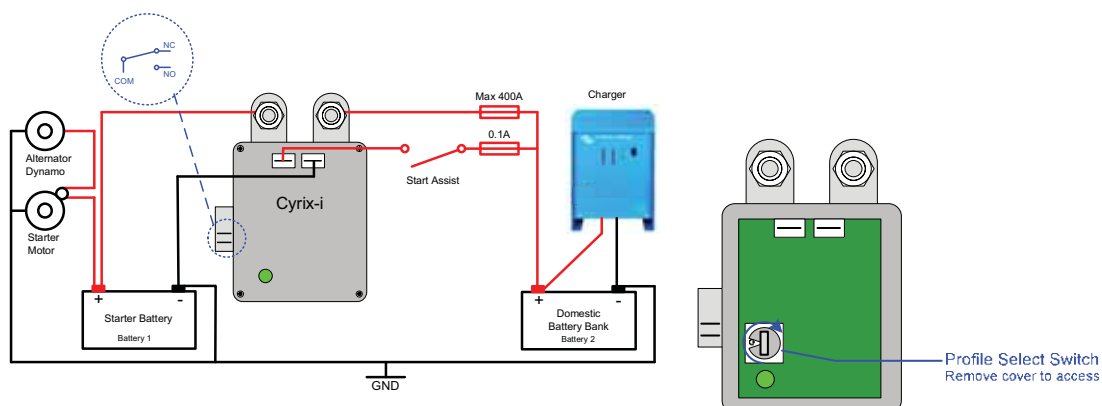 NC
COM
NO
Max 400A
Charger
0.1A
Alternator
Dynamo
Start Assist
Cyrix-i
Starter
Motor
+
-
Starter Battery
Battery 1
+
-
Domestic
Battery Bank
Battery 2
GND
Profile Select Switch
Remove cover to access